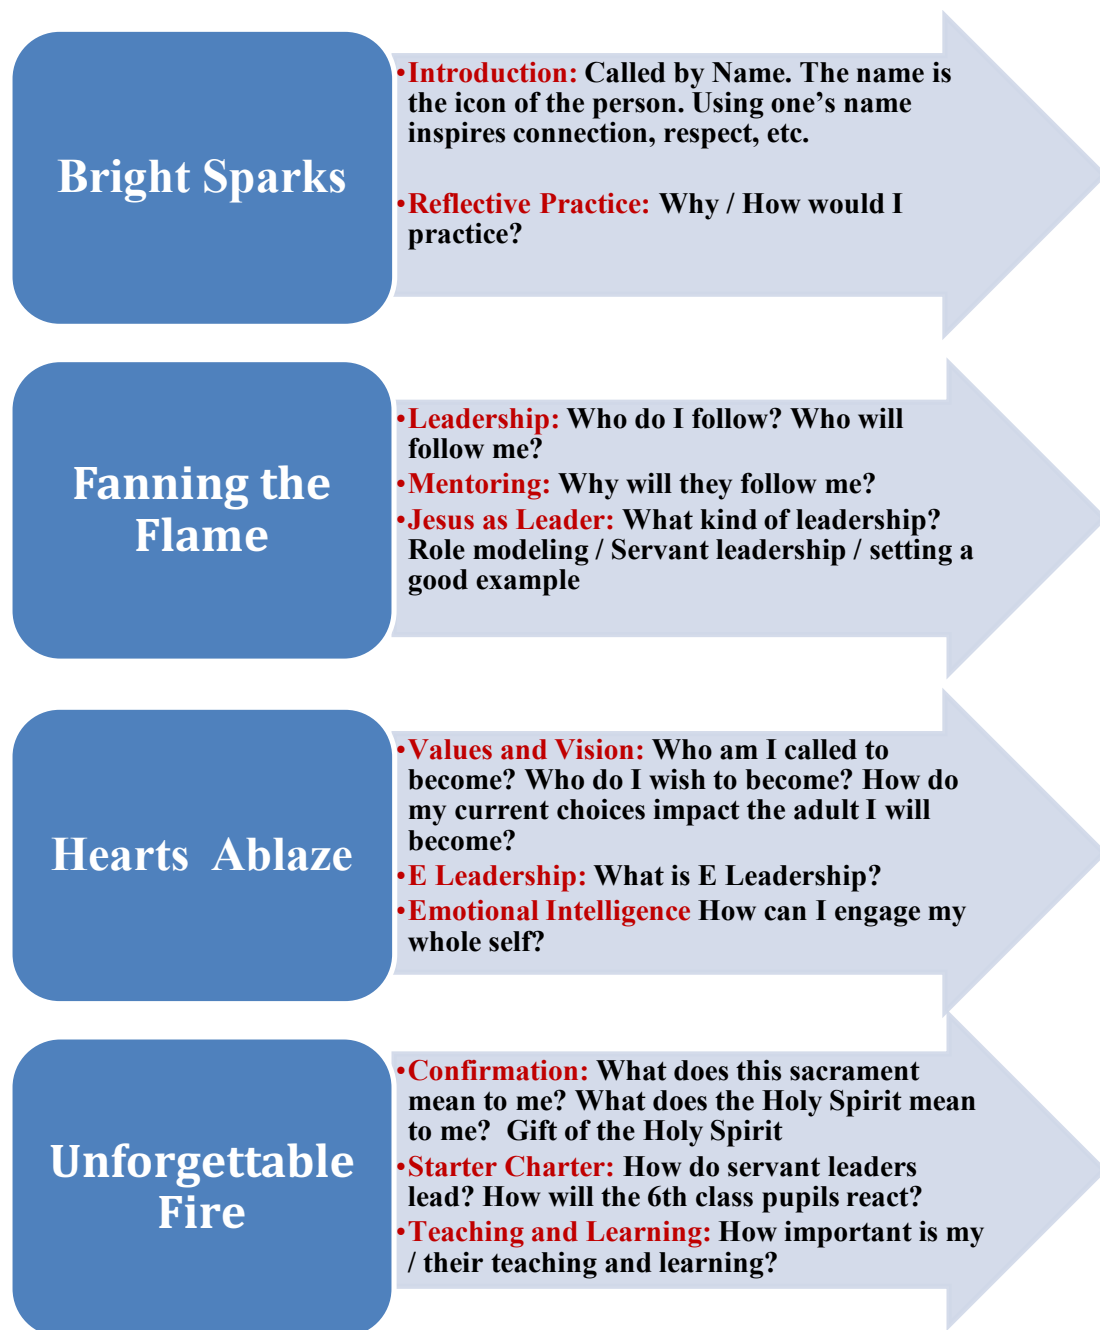 Bright Sparks
•Introduction: Called by Name. The name is
the icon of the person. Using one’s name
inspires connection, respect, etc.
•Reflective Practice: Why / How would I
practice?
Fanning the
Flame
•Leadership: Who do I follow? Who will
follow me?
•Mentoring: Why will they follow me?
•Jesus as Leader: What kind of leadership?
Role modeling / Servant leadership / setting a
good example
Hearts  Ablaze
•Values and Vision: Who am I called to
become? Who do I wish to become? How do
my current choices impact the adult I will
become?
•E Leadership: What is E Leadership?
•Emotional Intelligence How can I engage my
whole self?
Unforgettable
Fire
•Confirmation: What does this sacrament
mean to me? What does the Holy Spirit mean
to me?  Gift of the Holy Spirit
•Starter Charter: How do servant leaders
lead? How will the 6th class pupils react?
•Teaching and Learning: How important is my
/ their teaching and learning?